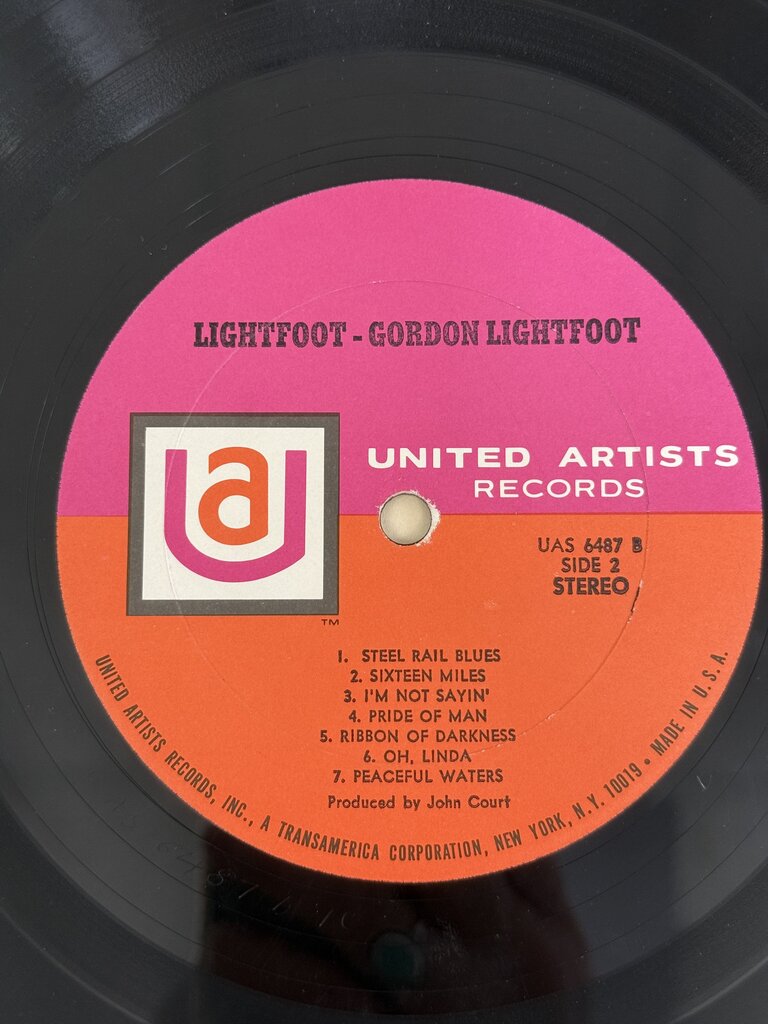 LIGHTFOOT - GORDON LIGHTFOOT
ua
UNITED ARTISTS
RECORDS
UAS 6487 B
SIDE 2
STEREO
TM
1. STEEL RAIL BLUES
2. SIXTEEN MILES
3. I'M NOT SAYIN'
4. PRIDE OF MAN
5. RIBBON OF DARKNESS
6. OH, LINDA
7. PEACEFUL WATERS
Produced by John Court
UNITED ARTISTS RECORDS, INC., A TRANSAMERICA CORPORATION, NEW YORK, N.Y. 10019 • MADE IN U.S.A.